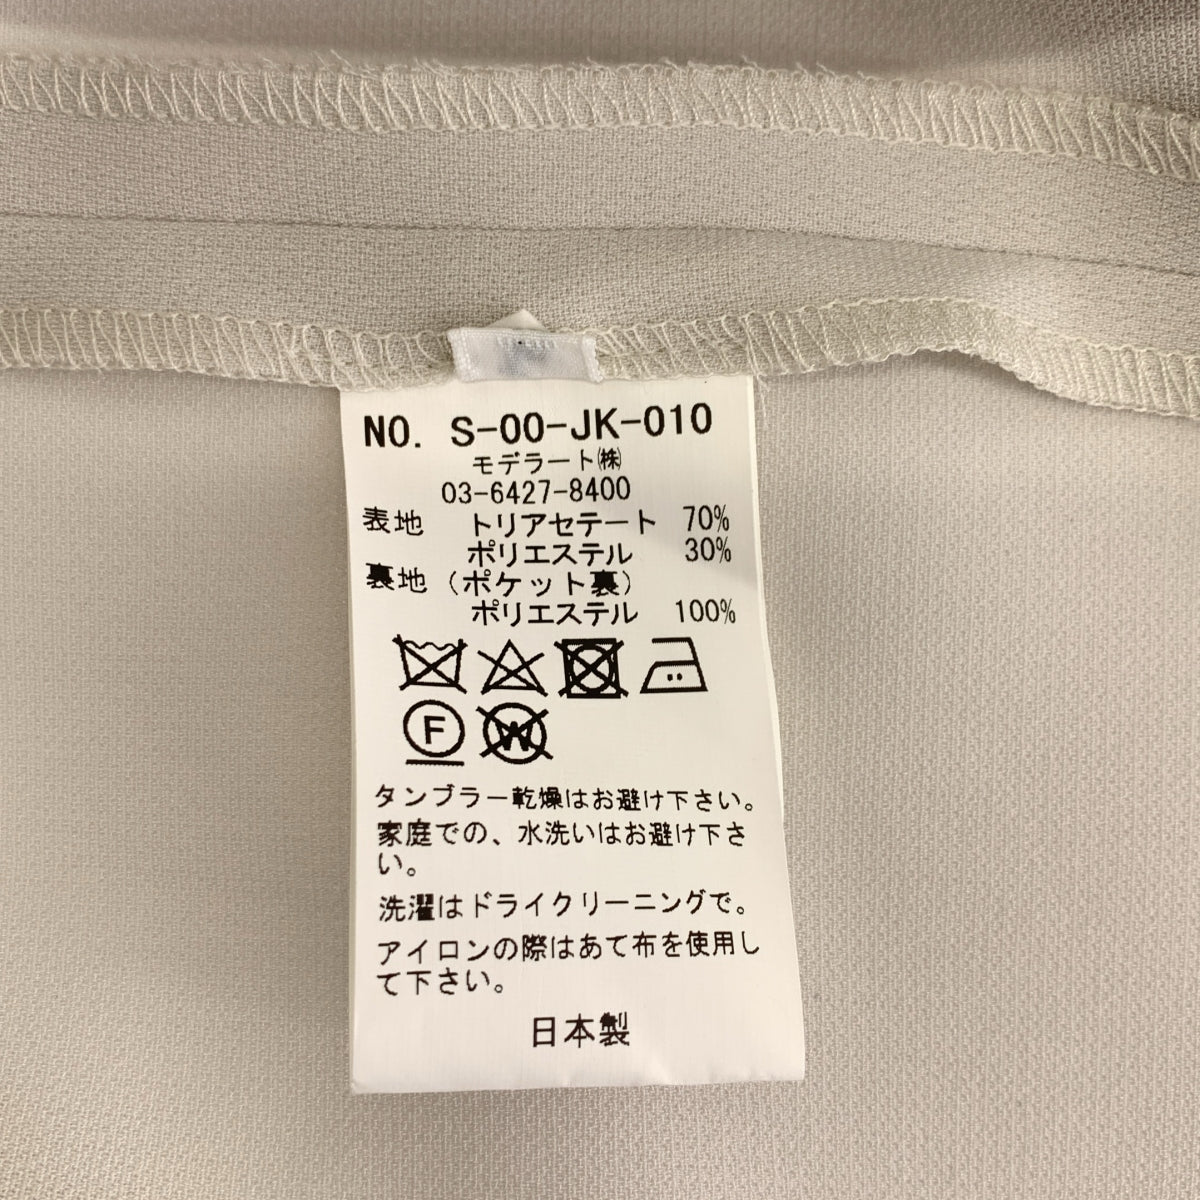 NO. S-00-JK-010
モデラート㈱
03-6427-8400
表地 トリアセテート 70%
ポリエステル 30%
裏地(ポケット裏)
ポリエステル 100%
F W
タンブラー乾燥はお避け下さい。
家庭での、水洗いはお避け下さ
い。
洗濯はドライクリーニングで。
アイロンの際はあて布を使用し
て下さい。
日本製